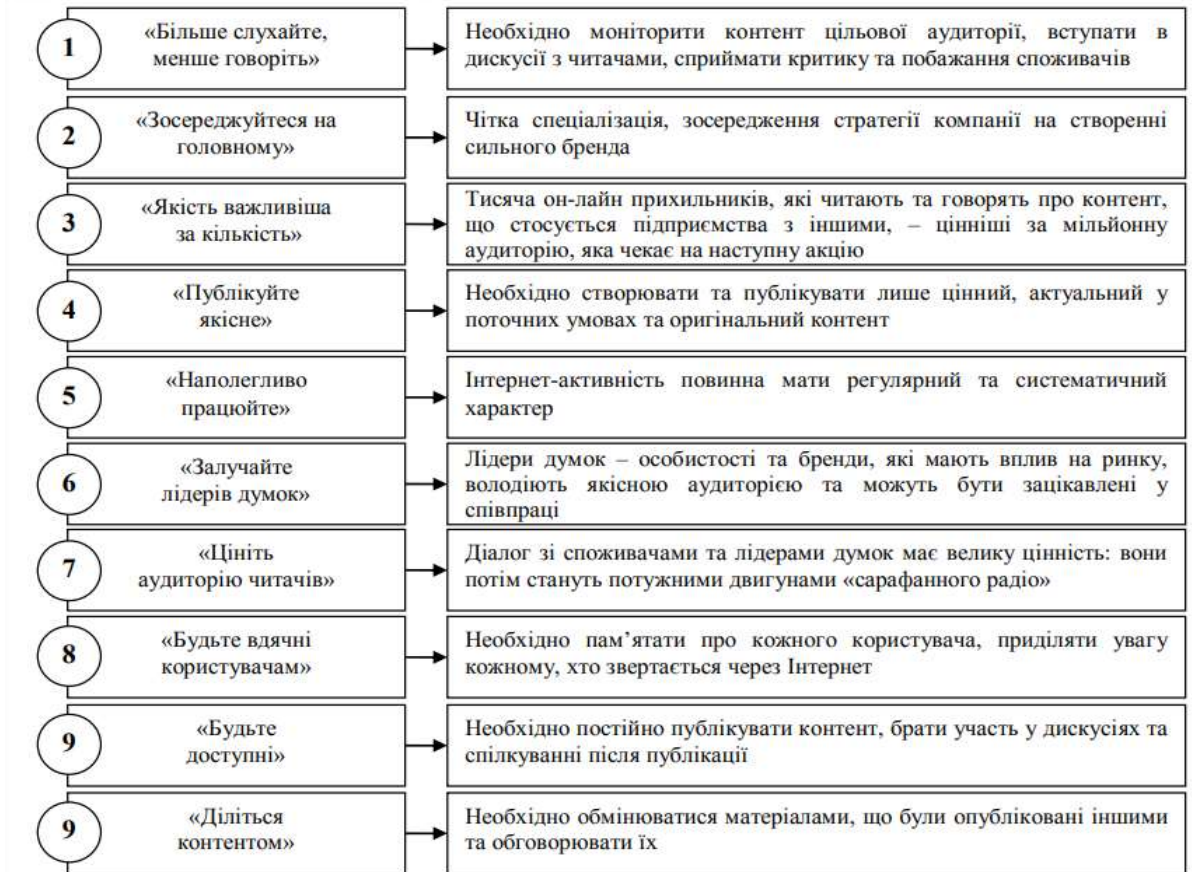 1
«Більше слухайте,
менше говоріть»
Необхідно моніторити контент цільової аудиторії, вступати в
дискусії з читачами, сприймати критику та побажання споживачів
2
«Зосереджуйтеся на
головному»
Чітка спеціалізація, зосередження стратегії компанії на створенні
сильного бренда
3
«Якість важливіша
за кількість»
Тисяча он-лайн прихильників, які читають та говорять про контент,
що стосується підприємства з іншими, – цінніші за мільйонну
аудиторію, яка чекає на наступну акцію
4
«Публікуйте
якісне»
Необхідно створювати та публікувати лише цінний, актуальний у
поточних умовах та оригінальний контент
5
«Наполегливо
працюйте»
Інтернет-активність повинна мати регулярний та систематичний
характер
6
«Залучайте
лідерів думок»
Лідери думок – особистості та бренди, які мають вплив на ринку,
володіють якісною аудиторією та можуть бути зацікавлені у
співпраці
7
«Цініть
аудиторію читачів»
Діалог зі споживачами та лідерами думок має велику цінність: вони
потім стануть потужними двигунами «сарафанного радіо»
8
«Будьте вдячні
користувачам»
Необхідно пам’ятати про кожного користувача, приділяти увагу
кожному, хто звертається через Інтернет
9
«Будьте
доступні»
Необхідно постійно публікувати контент, брати участь у дискусіях та
спілкуванні після публікації
9
«Діліться
контентом»
Необхідно обмінюватися матеріалами, що були опубліковані іншими
та обговорювати їх